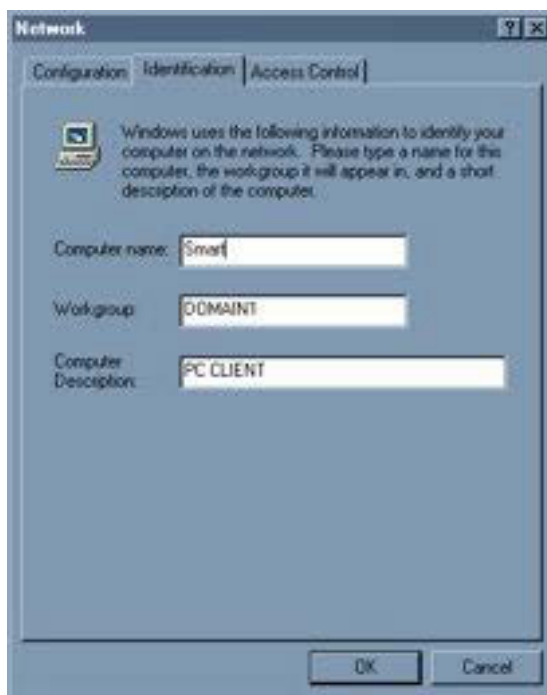 Network
Configuration Identification Access Control
Windows uses the following information to identify your
computer on the network. Please type a name for this
computer, the workgroup it will appear in, and a short
description of the computer.
Computer name: Smart
Workgroup: DOMAINT
Computer
Description: PC CLIENT
OK Cancel